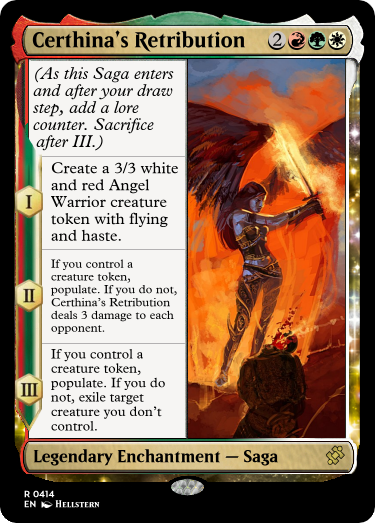 Certhina's Retribution 2
(As this Saga enters
and after your draw
step, add a lore
counter. Sacrifice
after III.)
I
Create a 3/3 white
and red Angel
Warrior creature
token with flying
and haste.
II
If you control a
creature token,
populate. If you do not,
Certhina's Retribution
deals 3 damage to each
opponent.
III
If you control a
creature token,
populate. If you do
not, exile target
creature you don't
control.
Legendary Enchantment — Saga
R 0414
EN Hellstern